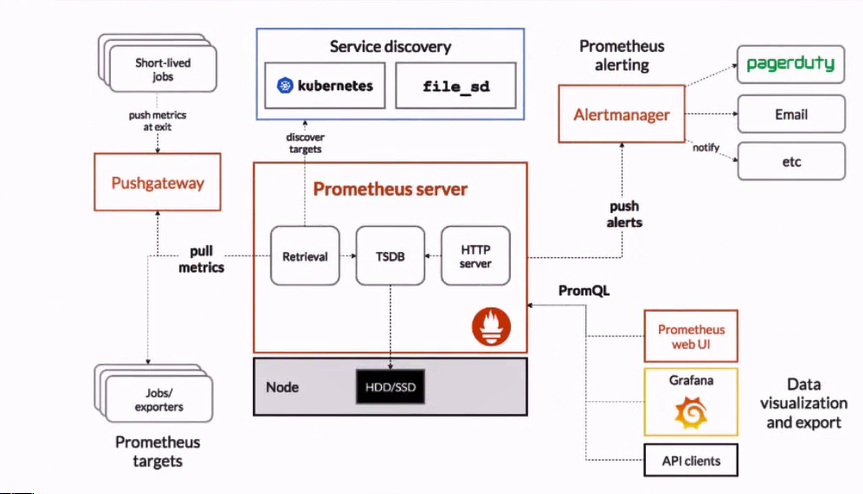 Short-lived
jobs
push metrics
at exit
Pushgateway
pull
metrics
Jobs/
exporters
Prometheus
targets
Service discovery
kubernetes
file_sd
discover
targets
Prometheus server
Retrieval
TSDB
HTTP
server
Node
HDD/SSD
Prometheus
alerting
Alertmanager
pagerduty
Email
notify
etc
push
alerts
PromQL
Prometheus
web UI
Grafana
API clients
Data
visualization
and export